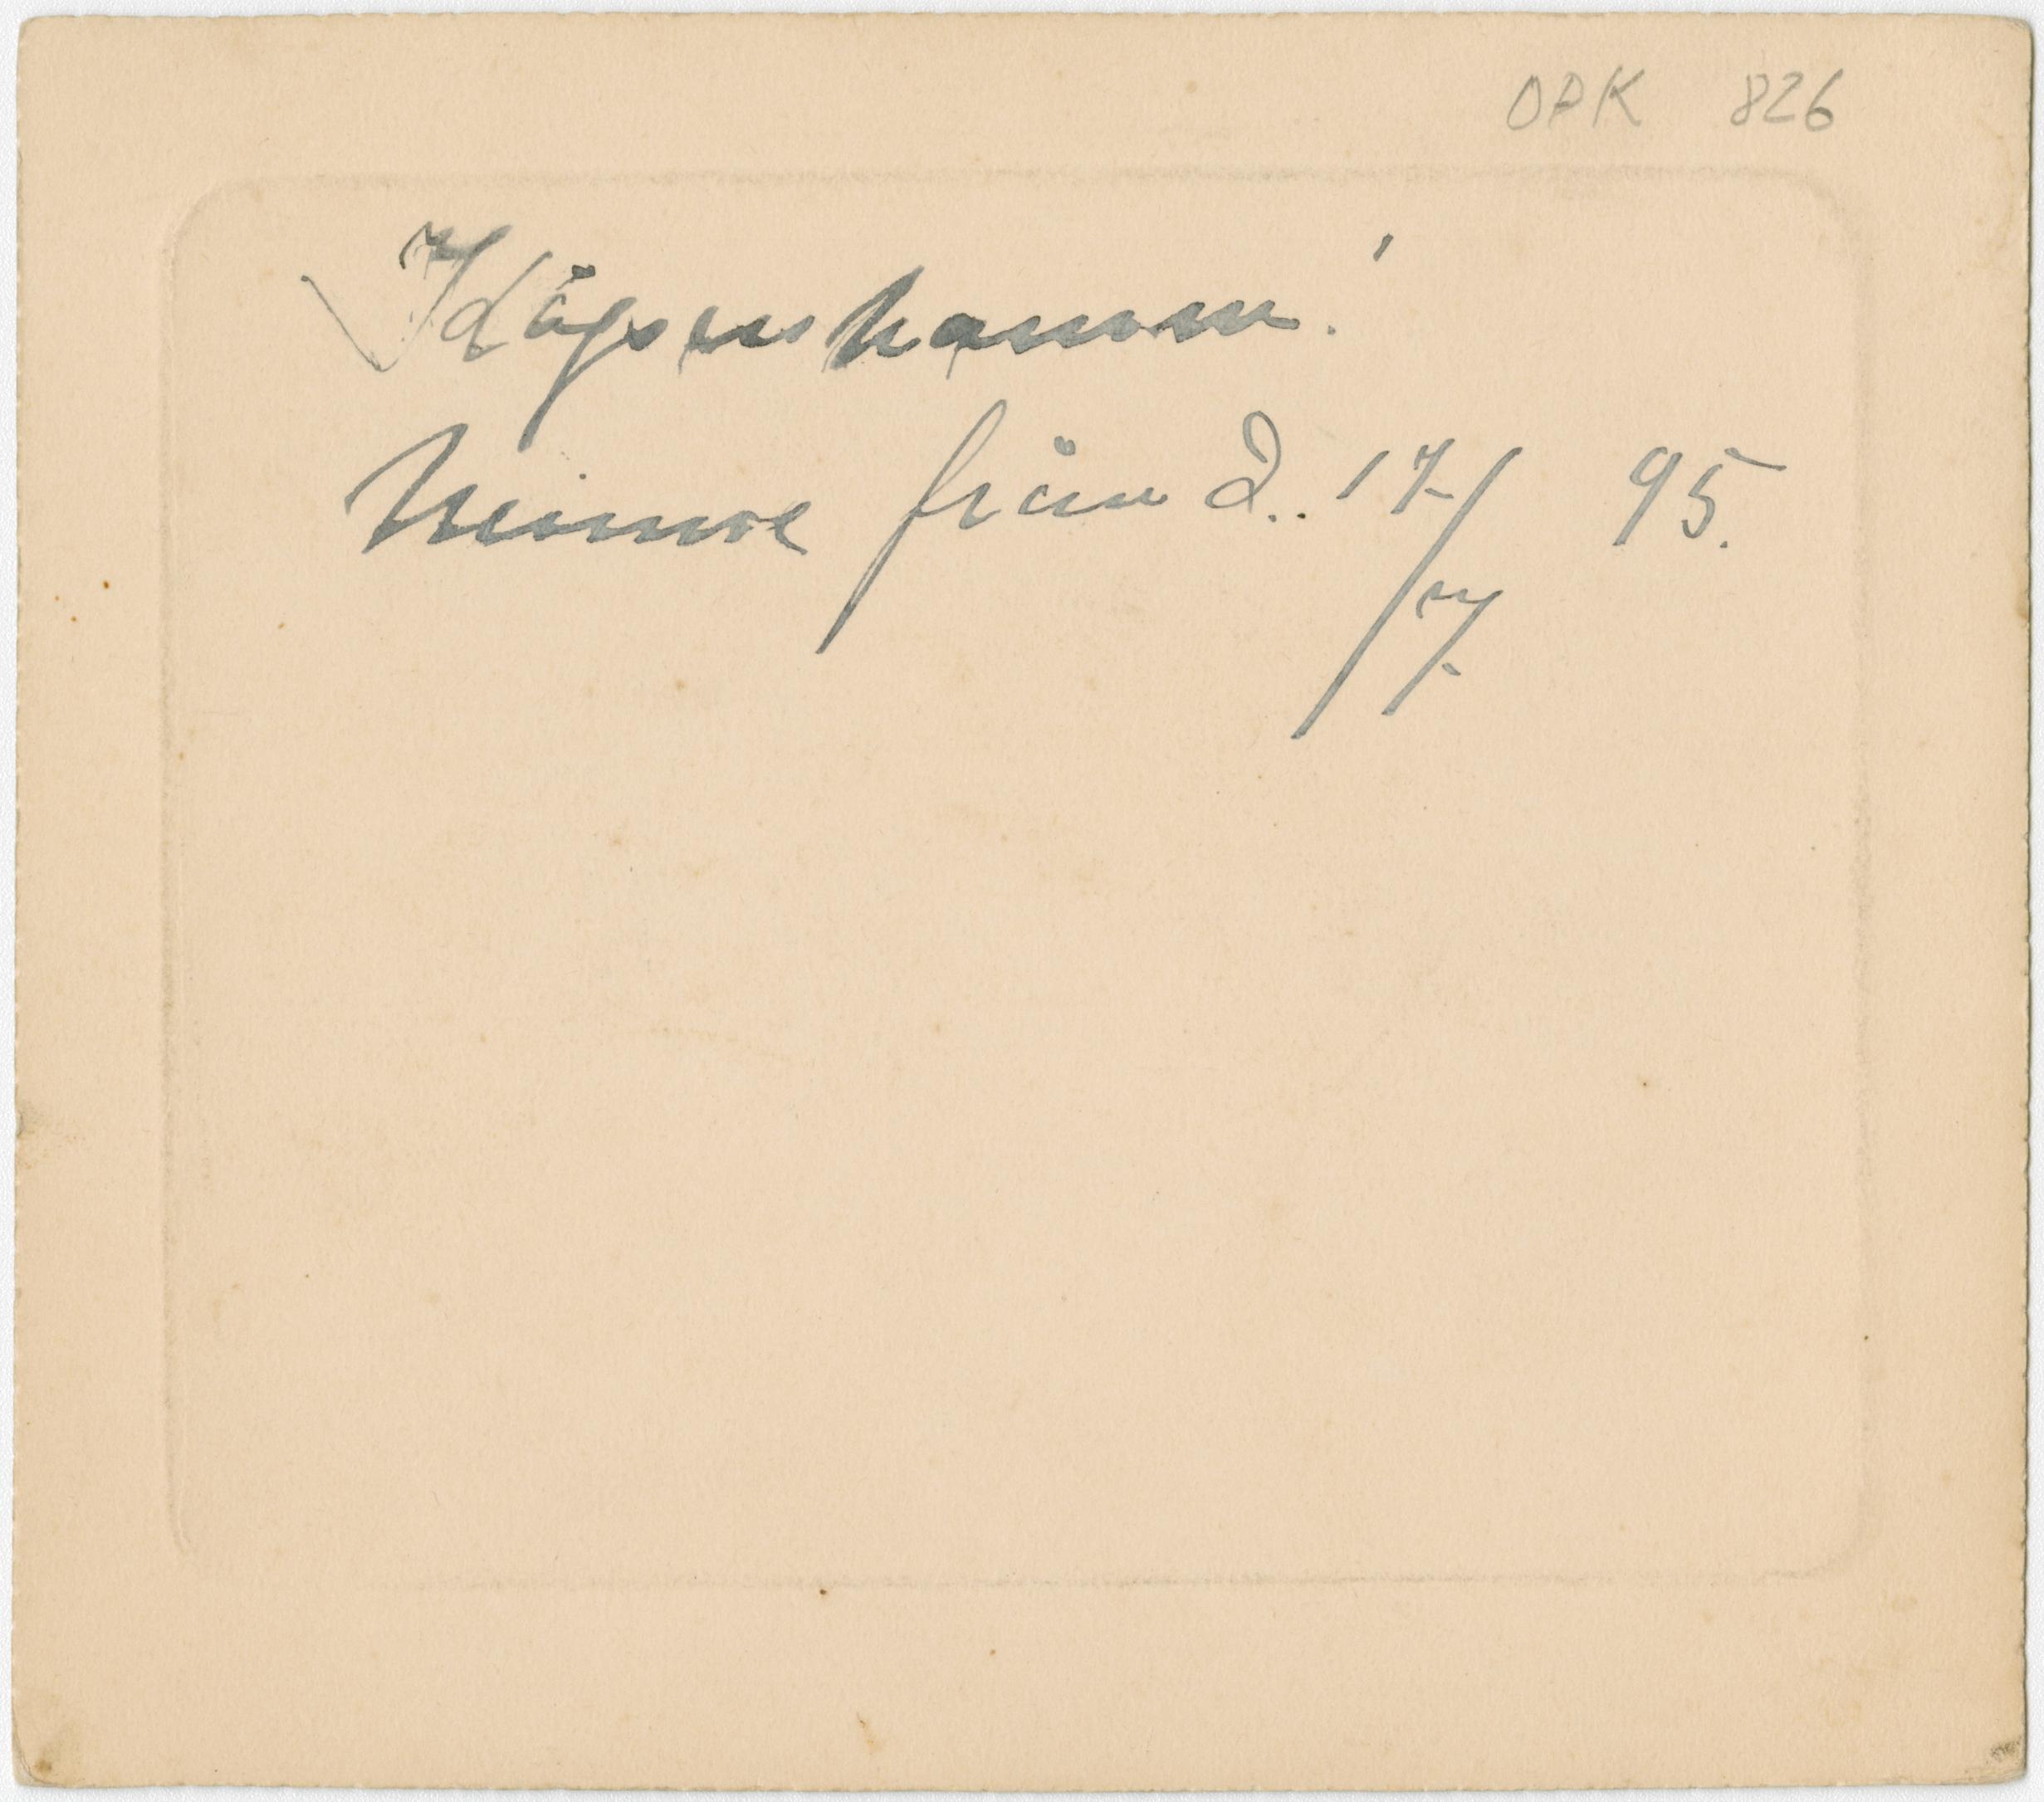 OPK 826
Köpenhamn!
Minne från d. 17/7 95.